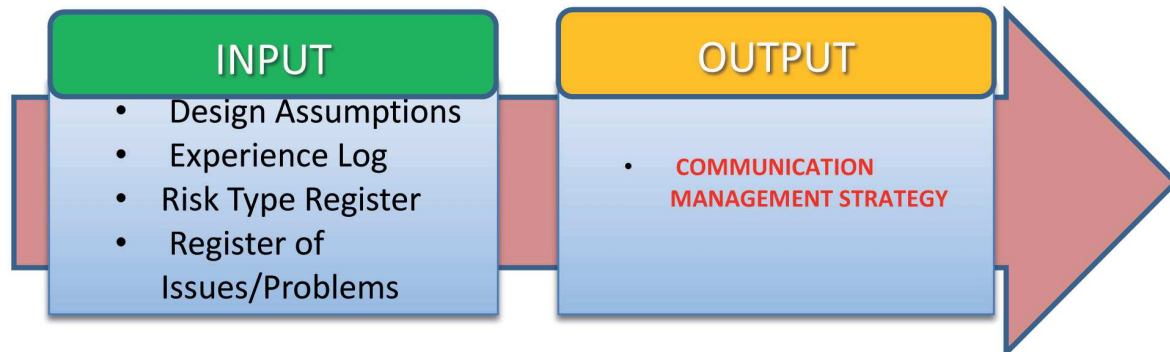 INPUT
• Design Assumptions
• Experience Log
• Risk Type Register
• Register of
Issues/Problems
OUTPUT
• COMMUNICATION
MANAGEMENT STRATEGY